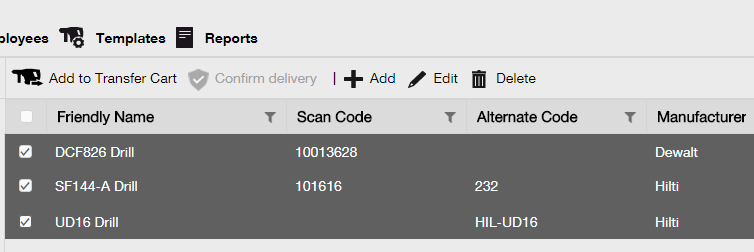 ployees Templates Reports
Add to Transfer Cart Confirm delivery | Add Edit Delete
Friendly Name Scan Code Alternate Code Manufacturer
DCF826 Drill 10013628 Dewalt
SF144-A Drill 101616 232 Hilti
UD16 Drill HIL-UD16 Hilti